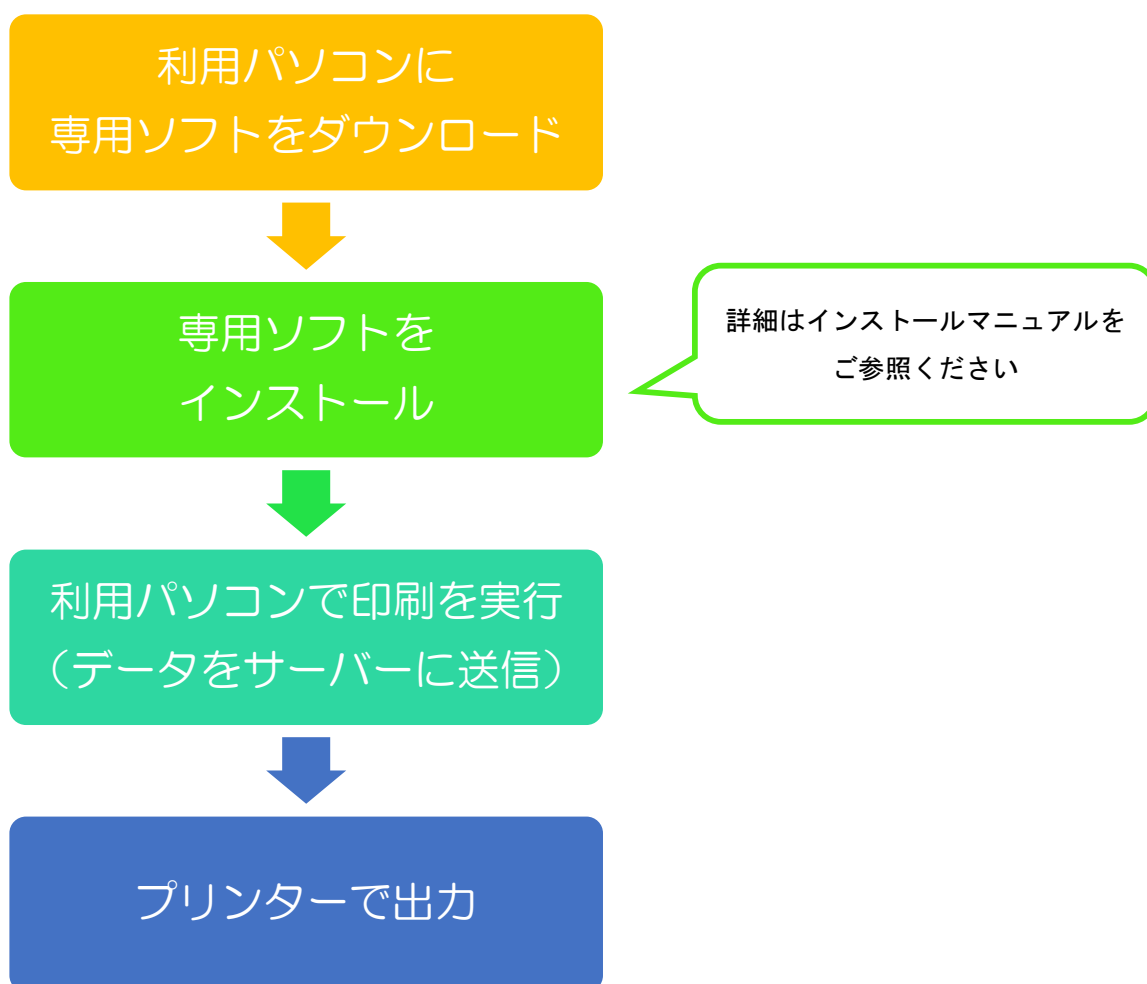 利用パソコンに
専用ソフトをダウンロード
専用ソフトを
インストール
詳細はインストールマニュアルを
ご参照ください
利用パソコンで印刷を実行
（データをサーバーに送信）
プリンターで出力